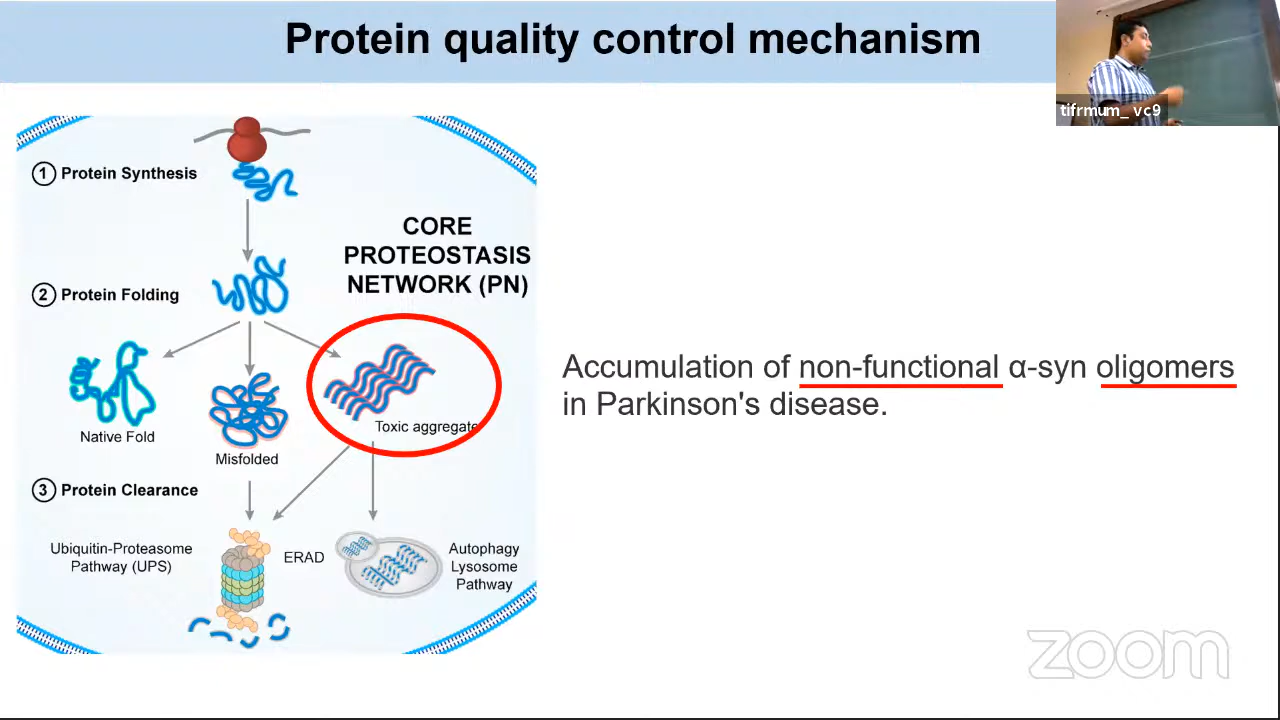 Protein quality control mechanism
tifrmum_ vc9
① Protein Synthesis
CORE
PROTEOSTASIS
NETWORK (PN)
② Protein Folding
Native Fold
Misfolded
Toxic aggregate
③ Protein Clearance
Ubiquitin-Proteasome
Pathway (UPS)
ERAD
Autophagy
Lysosome
Pathway
Accumulation of non-functional α-syn oligomers
in Parkinson's disease.
zoom